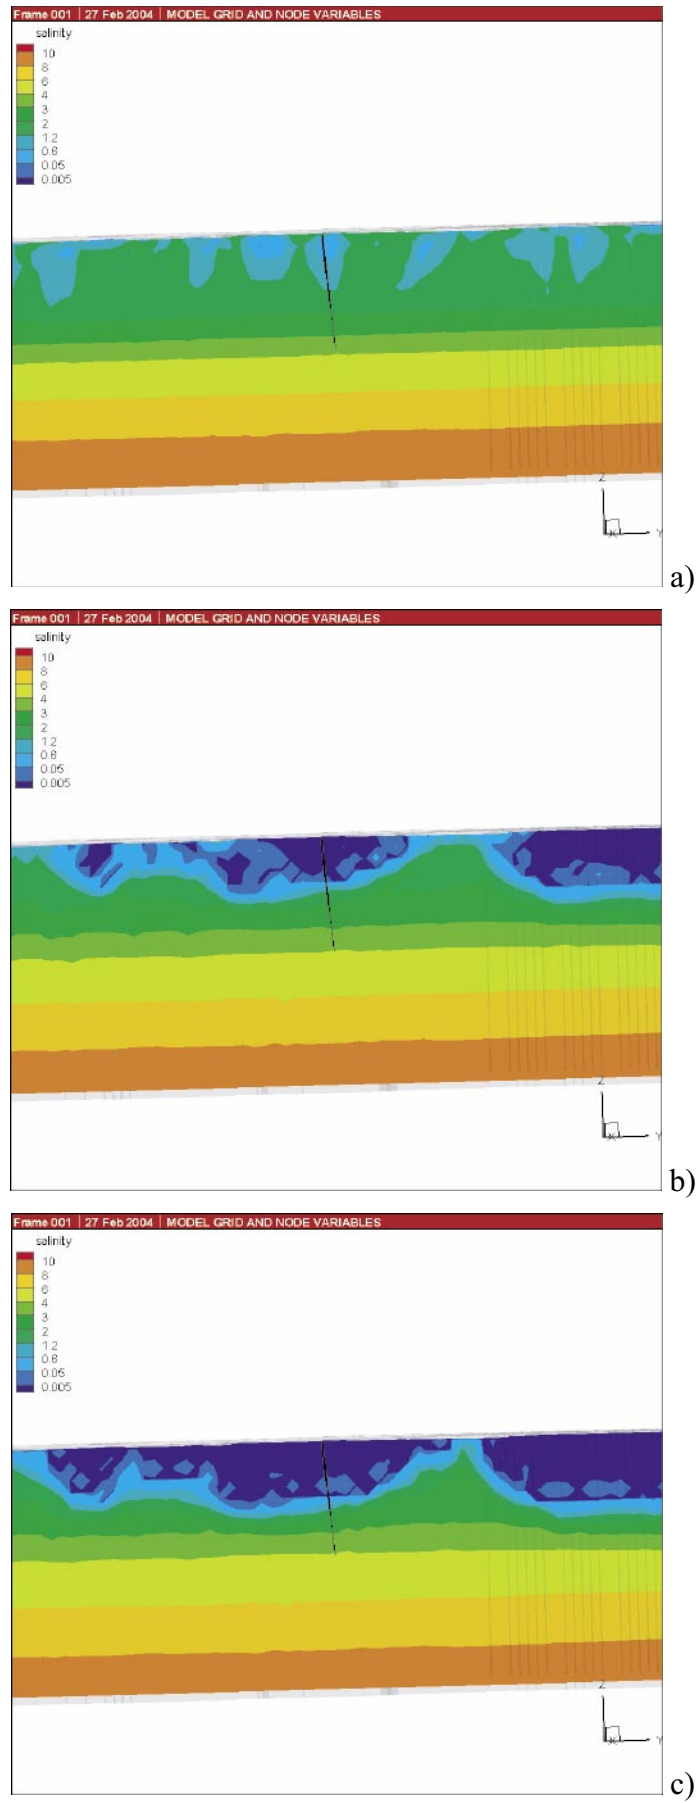 Frame 001 | 27 Feb 2004 | MODEL GRID AND NODE VARIABLES
salinity
10
8
6
4
3
2
1.2
0.6
0.05
0.005
Z
X
Y
a)
Frame 001 | 27 Feb 2004 | MODEL GRID AND NODE VARIABLES
salinity
10
8
6
4
3
2
1.2
0.6
0.05
0.005
Z
X
Y
b)
Frame 001 | 27 Feb 2004 | MODEL GRID AND NODE VARIABLES
salinity
10
8
6
4
3
2
1.2
0.6
0.05
0.005
Z
X
Y
c)